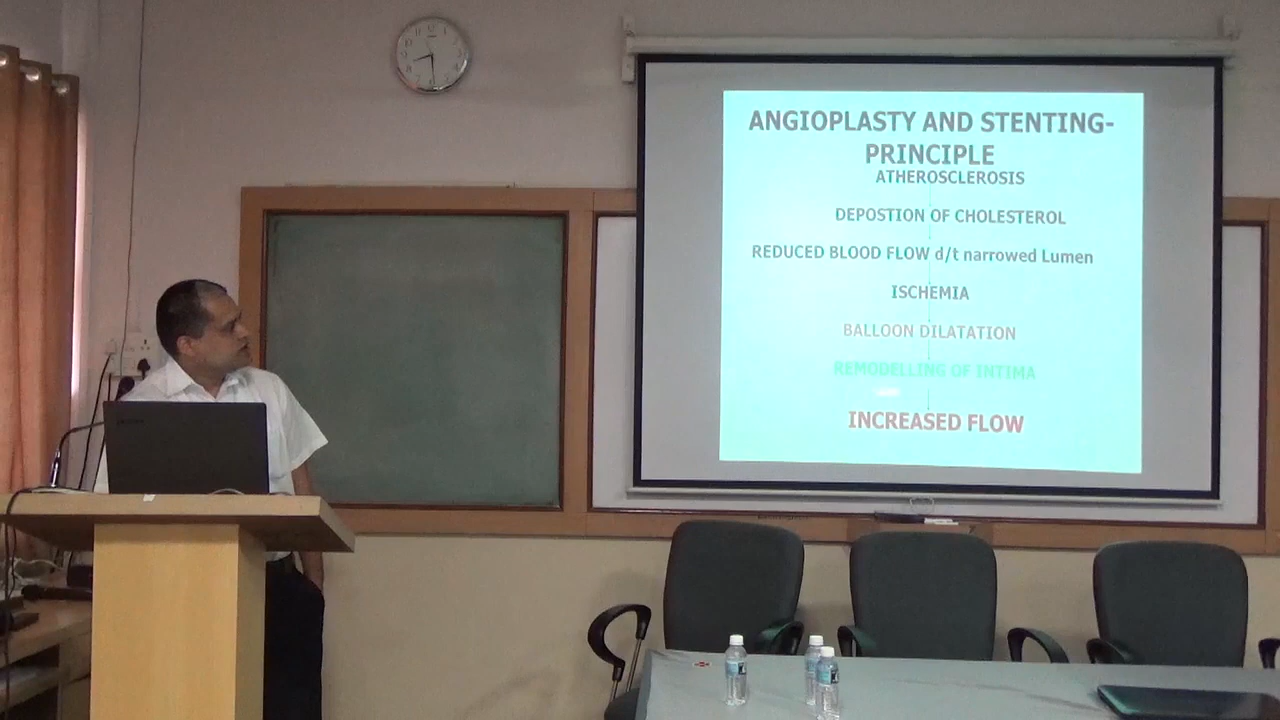 ANGIOPLASTY AND STENTING-
PRINCIPLE
ATHEROSCLEROSIS
DEPOSTION OF CHOLESTEROL
REDUCED BLOOD FLOW d/t narrowed Lumen
ISCHEMIA
BALLOON DILATATION
REMODELLING OF INTIMA
INCREASED FLOW